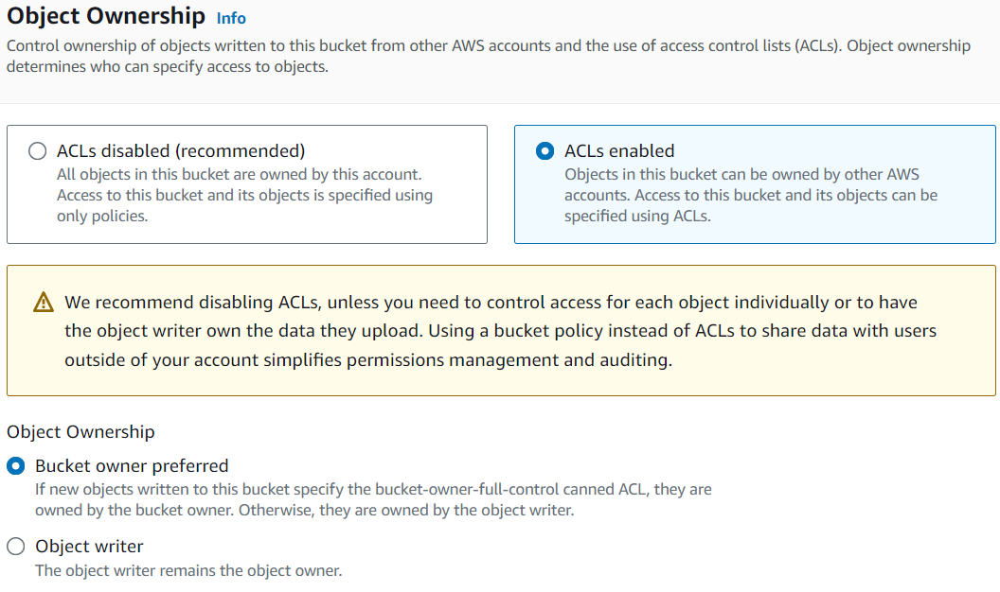 Object Ownership Info
Control ownership of objects written to this bucket from other AWS accounts and the use of access control lists (ACLs). Object ownership
determines who can specify access to objects.
ACLs disabled (recommended)
All objects in this bucket are owned by this account.
Access to this bucket and its objects is specified using
only policies.
ACLs enabled
Objects in this bucket can be owned by other AWS
accounts. Access to this bucket and its objects can be
specified using ACLs.
We recommend disabling ACLs, unless you need to control access for each object individually or to have
the object writer own the data they upload. Using a bucket policy instead of ACLs to share data with users
outside of your account simplifies permissions management and auditing.
Object Ownership
Bucket owner preferred
If new objects written to this bucket specify the bucket-owner-full-control canned ACL, they are
owned by the bucket owner. Otherwise, they are owned by the object writer.
Object writer
The object writer remains the object owner.